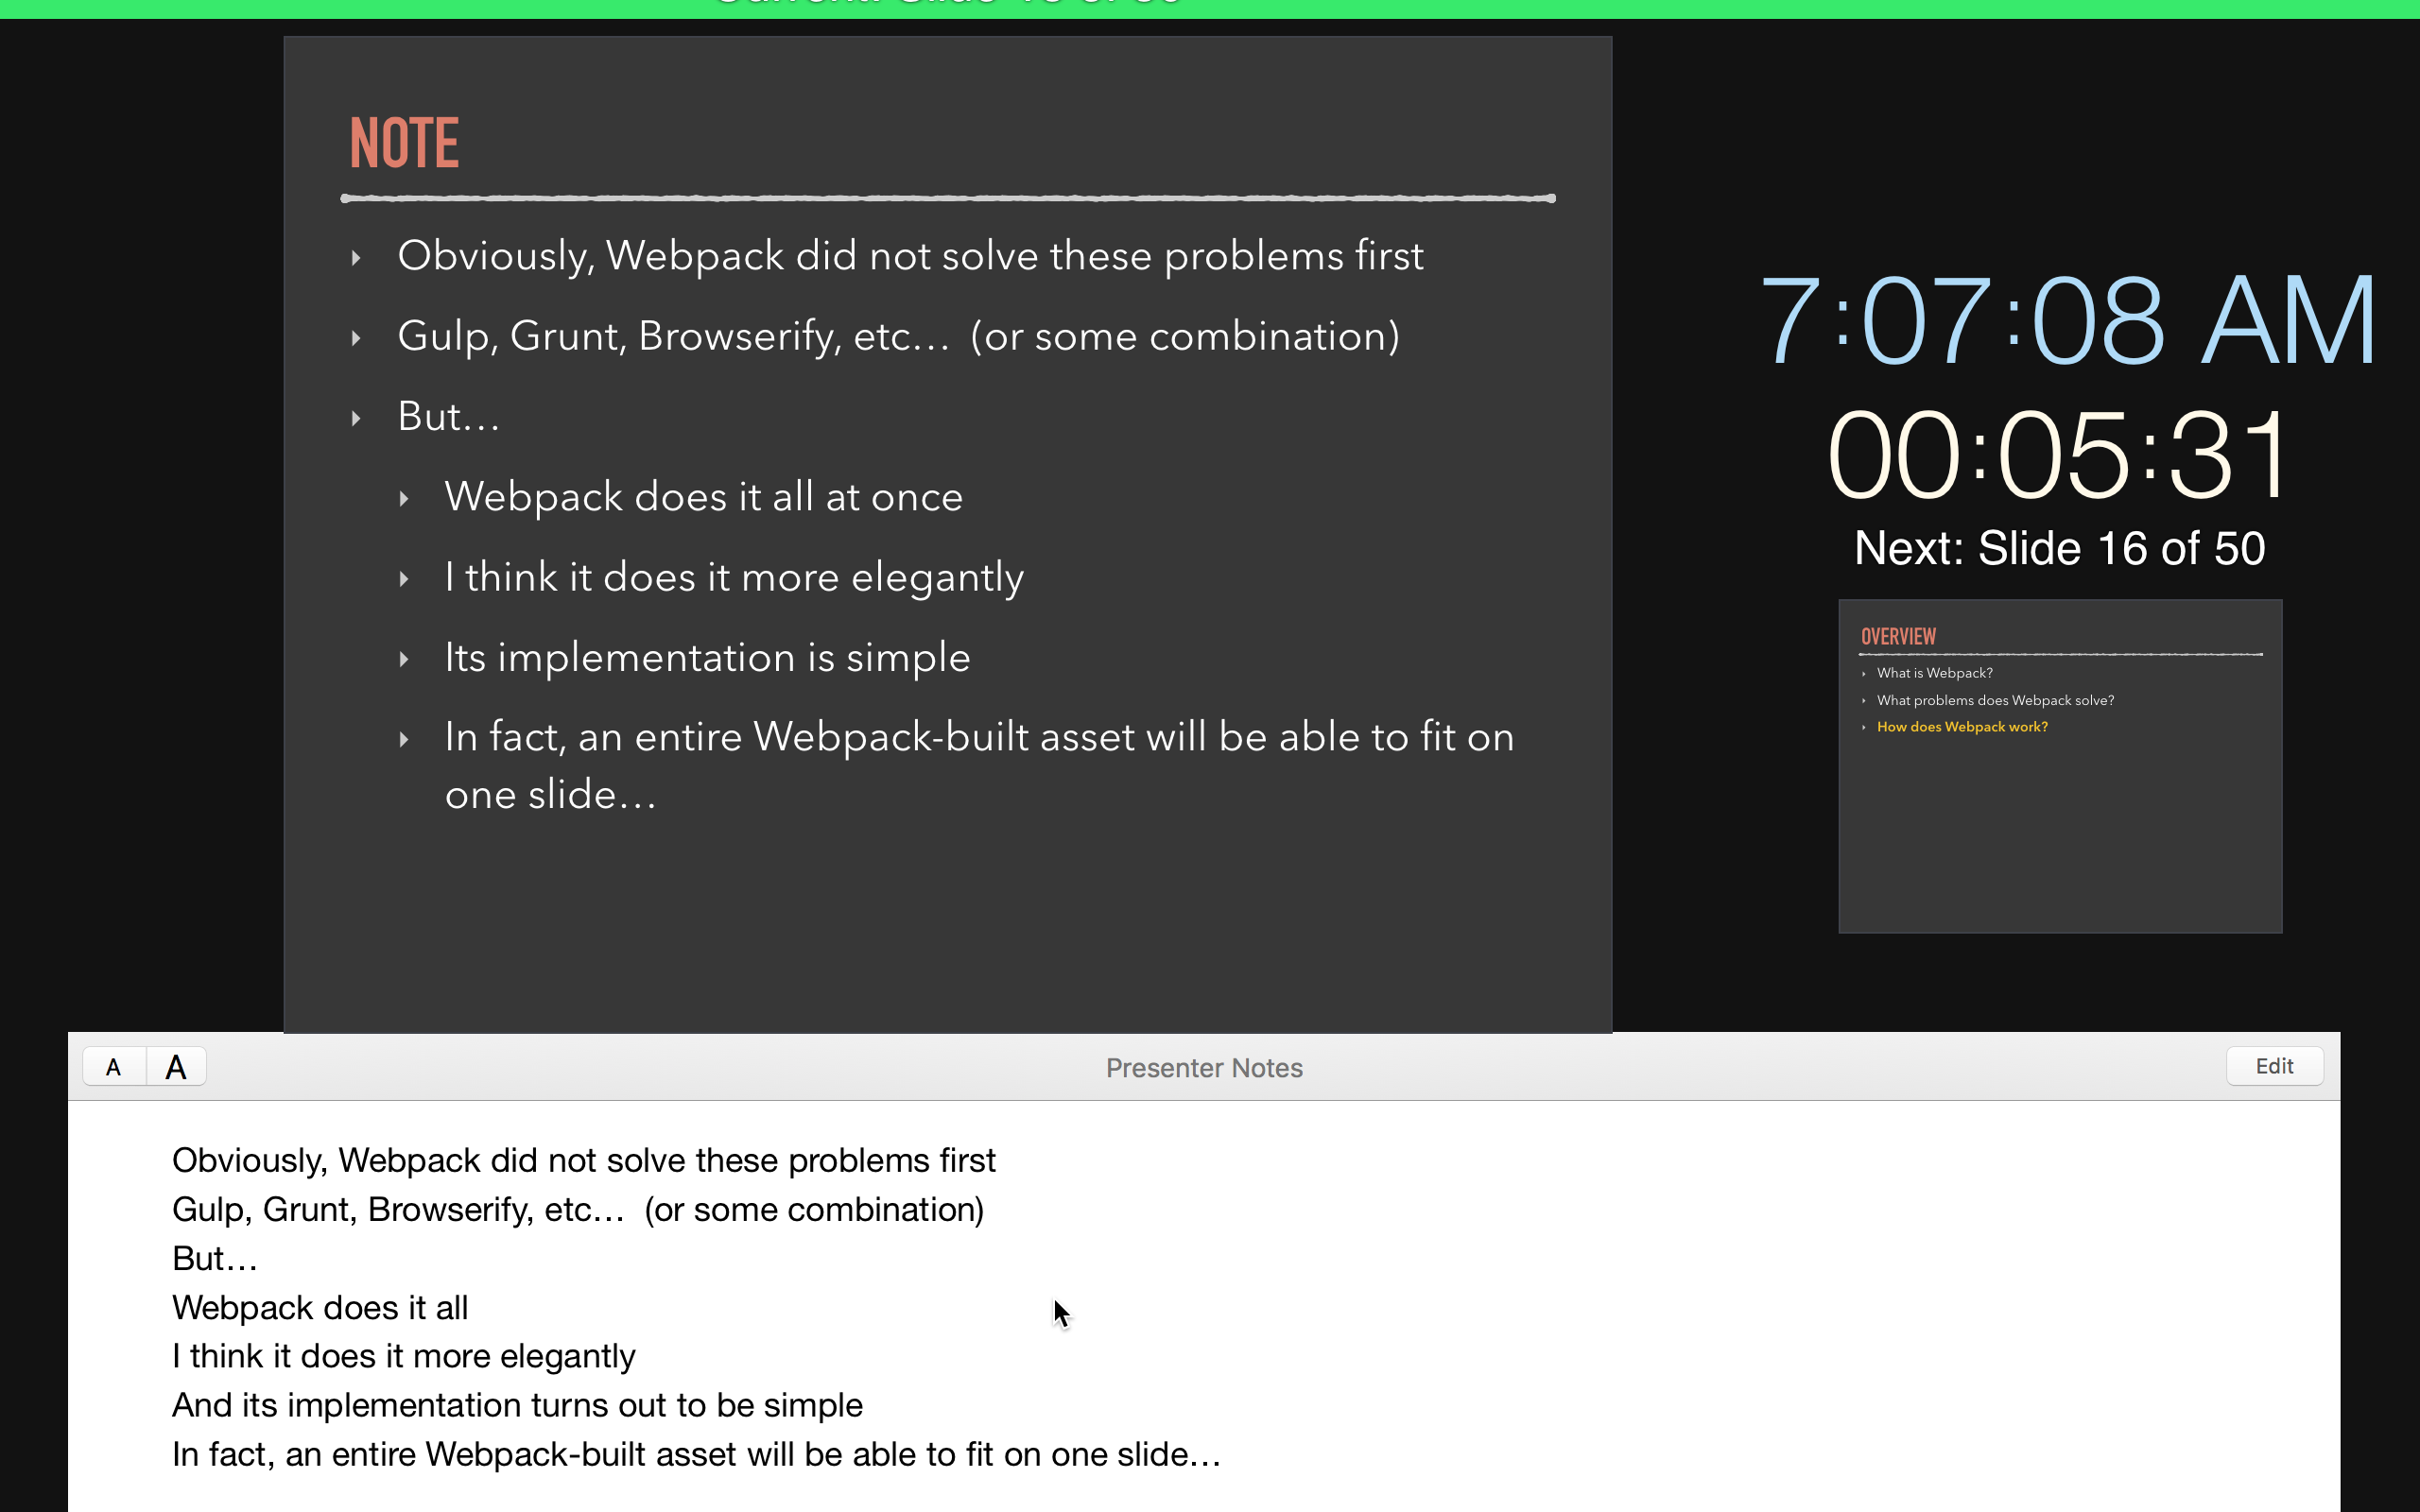 NOTE
Obviously, Webpack did not solve these problems first
Gulp, Grunt, Browserify, etc… (or some combination)
But…
Webpack does it all at once
I think it does it more elegantly
Its implementation is simple
In fact, an entire Webpack-built asset will be able to fit on
one slide…
7:07:08 AM
00:05:31
Next: Slide 16 of 50
OVERVIEW
What is Webpack?
What problems does Webpack solve?
How does Webpack work?
A A Presenter Notes Edit
Obviously, Webpack did not solve these problems first
Gulp, Grunt, Browserify, etc… (or some combination)
But…
Webpack does it all
I think it does it more elegantly
And its implementation turns out to be simple
In fact, an entire Webpack-built asset will be able to fit on one slide…